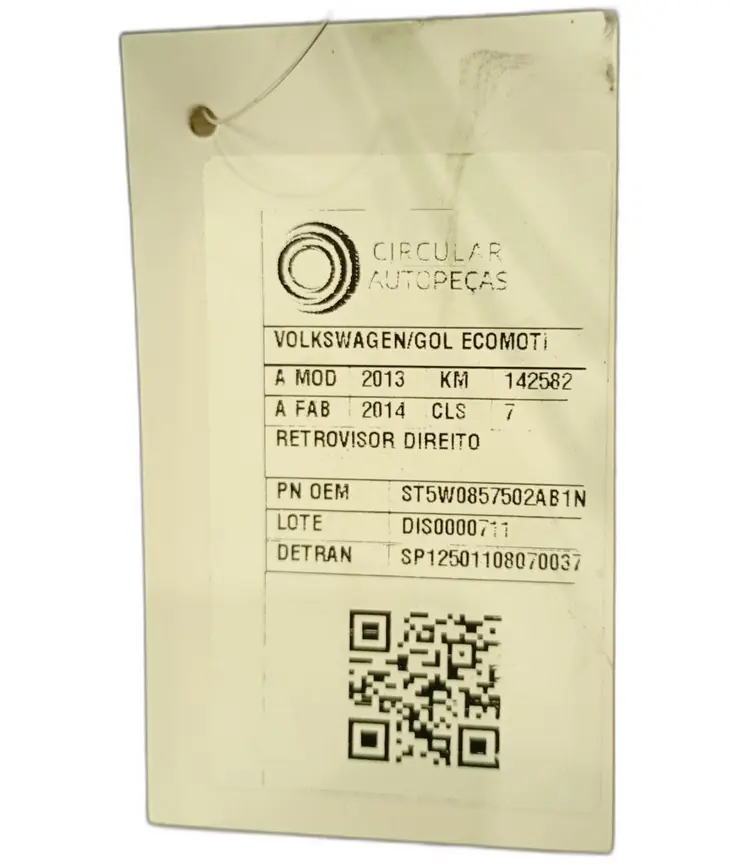 CIRCULAR
AUTOPEÇAS
VOLKSWAGEN/GOL ECOMOTI
A MOD 2013 KM 142582
A FAB 2014 CLS 7
RETROVISOR DIREITO
PN OEM ST5W0857502AB1N
LOTE DIS0000711
DETRAN SP12501108070037